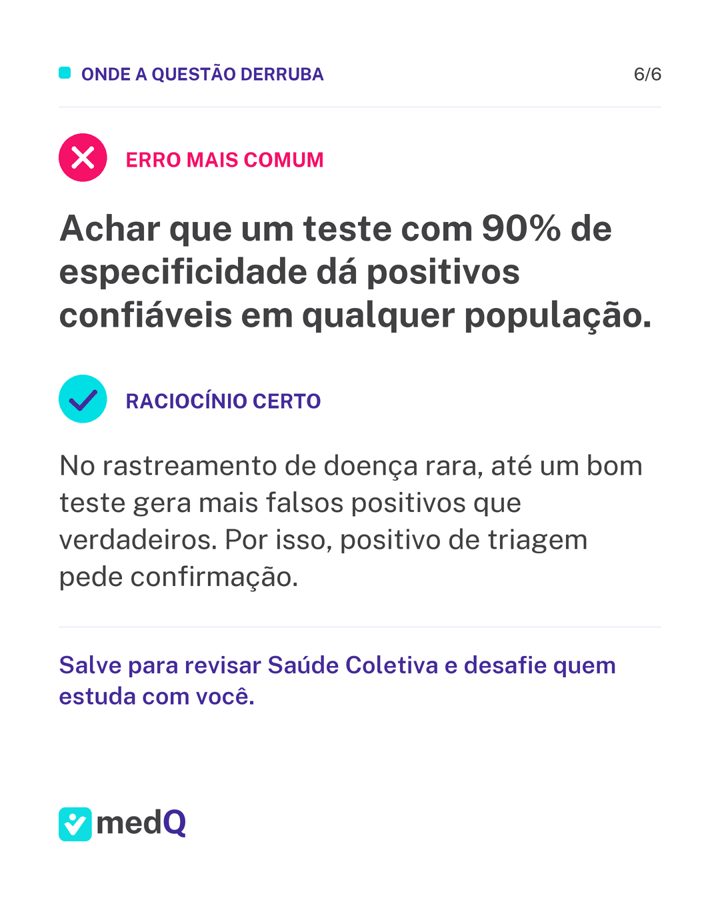 ONDE A QUESTÃO DERRUBA
6/6
ERRO MAIS COMUM
Achar que um teste com 90% de
especificidade dá positivos
confiáveis em qualquer população.
RACIOCÍNIO CERTO
No rastreamento de doença rara, até um bom
teste gera mais falsos positivos que
verdadeiros. Por isso, positivo de triagem
pede confirmação.
Salve para revisar Saúde Coletiva e desafie quem
estuda com você.
medQ